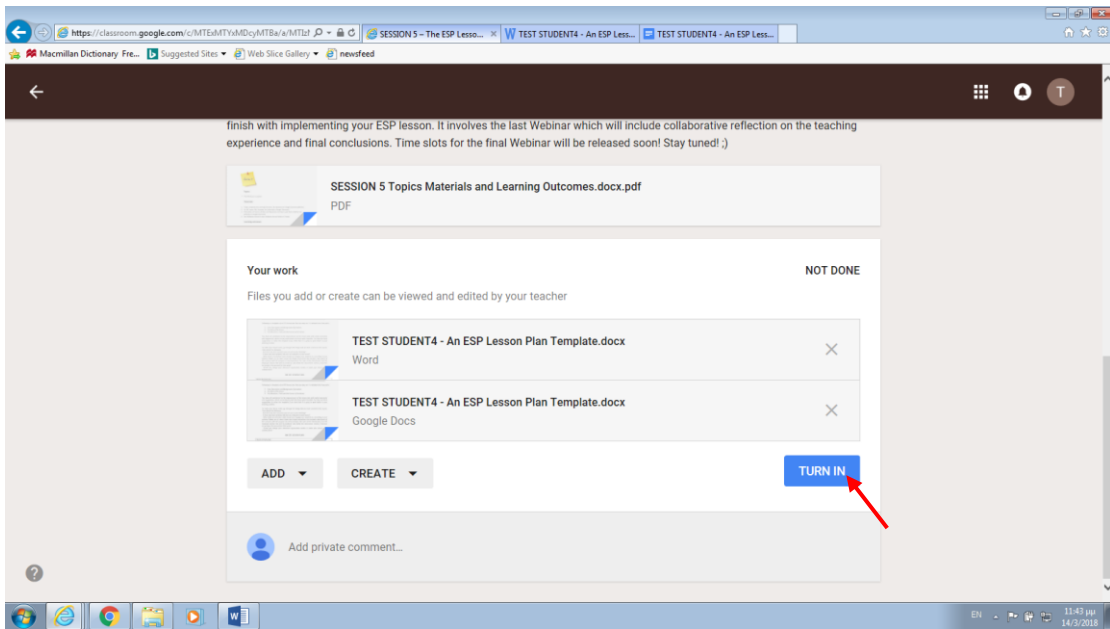 https://classroom.google.com/c/MTExMTYxMDcyMTBa/a/MTIzM
SESSION 5 – The ESP Lesso...
TEST STUDENT4 - An ESP Less...
TEST STUDENT4 - An ESP Less...
Macmillan Dictionary Fre...
Suggested Sites
Web Slice Gallery
newsfeed
T
finish with implementing your ESP lesson. It involves the last Webinar which will include collaborative reflection on the teaching
experience and final conclusions. Time slots for the final Webinar will be released soon! Stay tuned! ;)
SESSION 5 Topics Materials and Learning Outcomes.docx.pdf
PDF
Your work
NOT DONE
Files you add or create can be viewed and edited by your teacher
TEST STUDENT4 - An ESP Lesson Plan Template.docx
Word
TEST STUDENT4 - An ESP Lesson Plan Template.docx
Google Docs
ADD
CREATE
TURN IN
Add private comment...
EN
11:43 μμ
14/3/2018